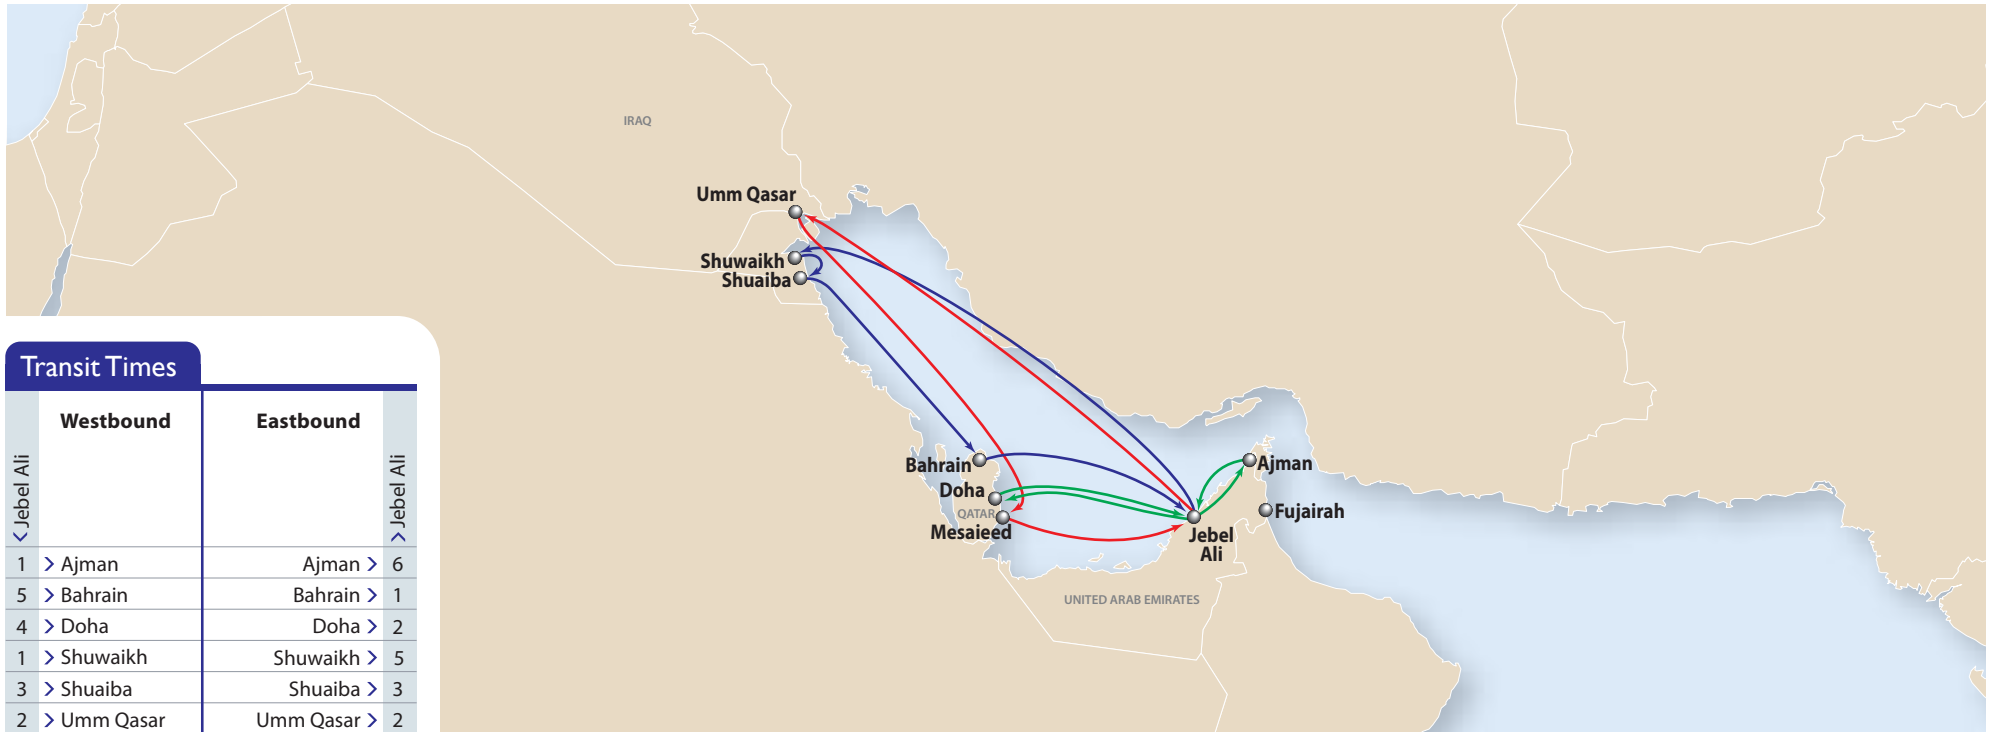 IRAQ
Umm Qasar
Shuwaikh
Shuaiba
Bahrain
Doha
QATAR
Mesaieed
Ajman
Fujairah
Jebel
Ali
UNITED ARAB EMIRATES
Transit Times
Westbound Eastbound
< Jebel Ali > Jebel Ali
1 > Ajman Ajman > 6
5 > Bahrain Bahrain > 1
4 > Doha Doha > 2
1 > Shuwaikh Shuwaikh > 5
3 > Shuaiba Shuaiba > 3
2 > Umm Qasar Umm Qasar > 2